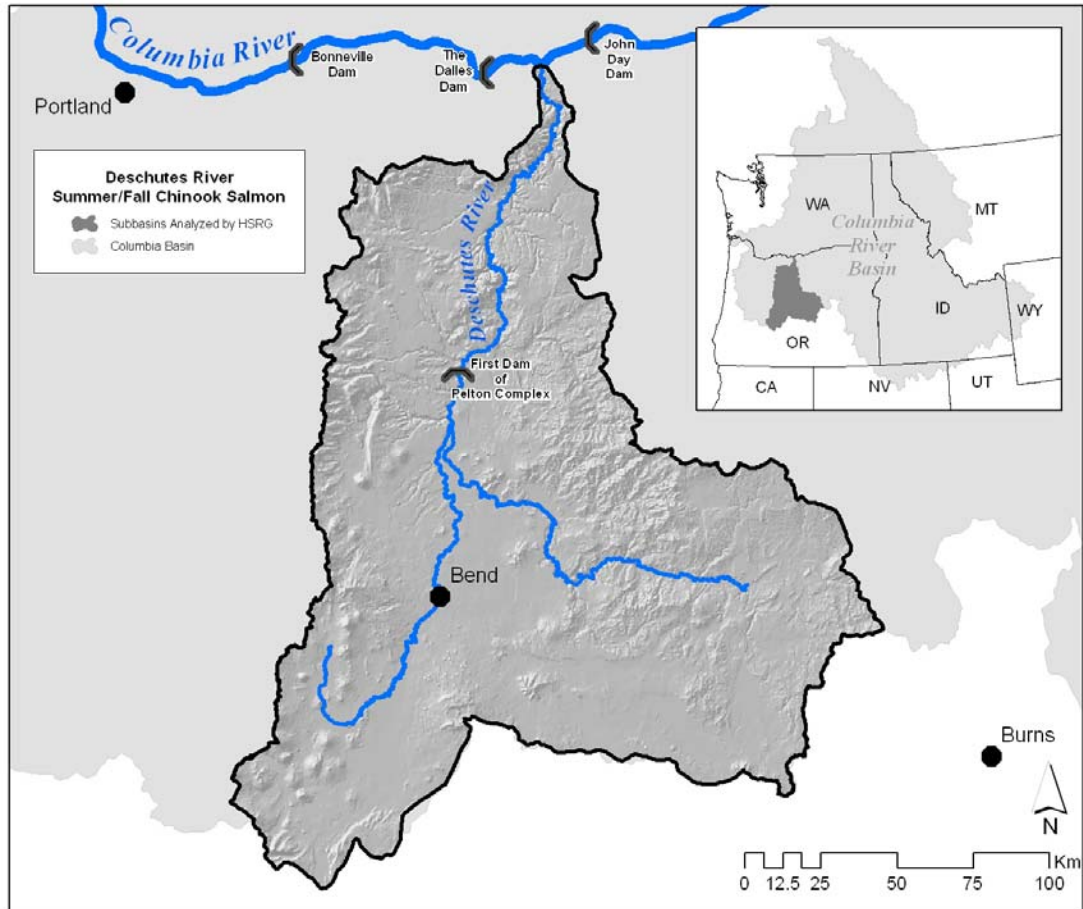 Columbia River
Bonneville
Dam
The
Dalles
Dam
John
Day
Dam
Portland
Deschutes River
Summer/Fall Chinook Salmon
Subbasins Analyzed by HSRG
Columbia Basin
Deschutes River
First Dam
of
Pelton Complex
Bend
Burns
WA
MT
Columbia
River
Basin
ID
WY
OR
CA
NV
UT
N
Km
0 12.5 25 50 75 100